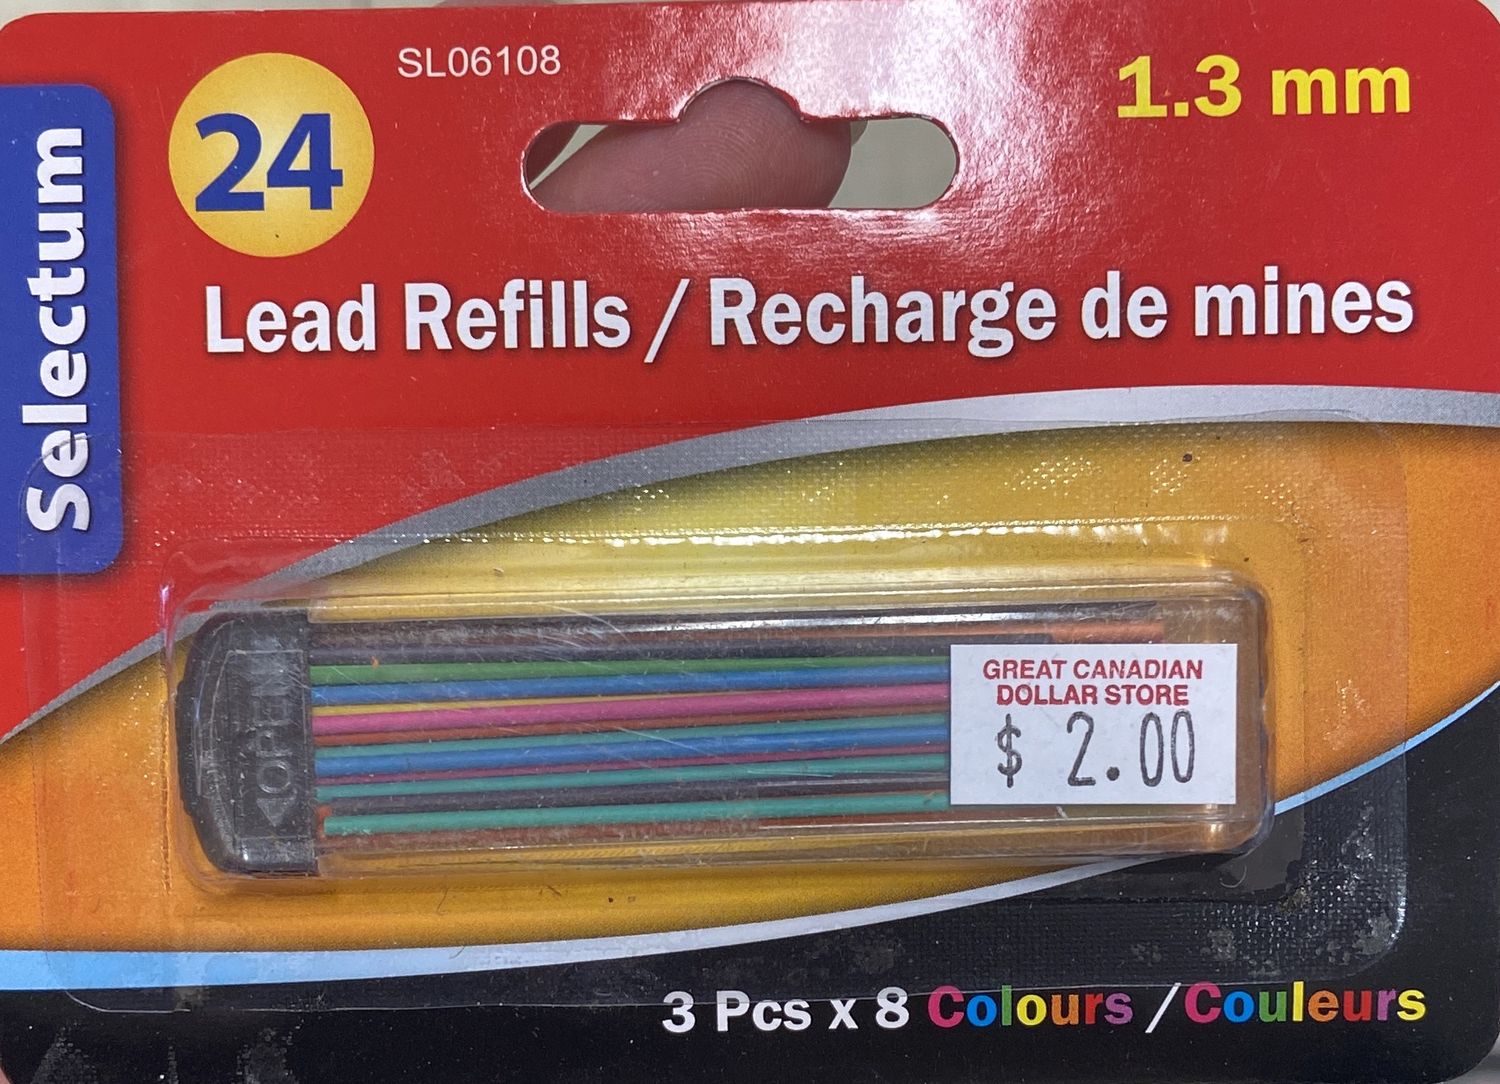 SL06108
1.3 mm
24
Selectum
Lead Refills / Recharge de mines
OPEN
GREAT CANADIAN
DOLLAR STORE
$ 2.00
3 Pcs x 8 Colours / Couleurs